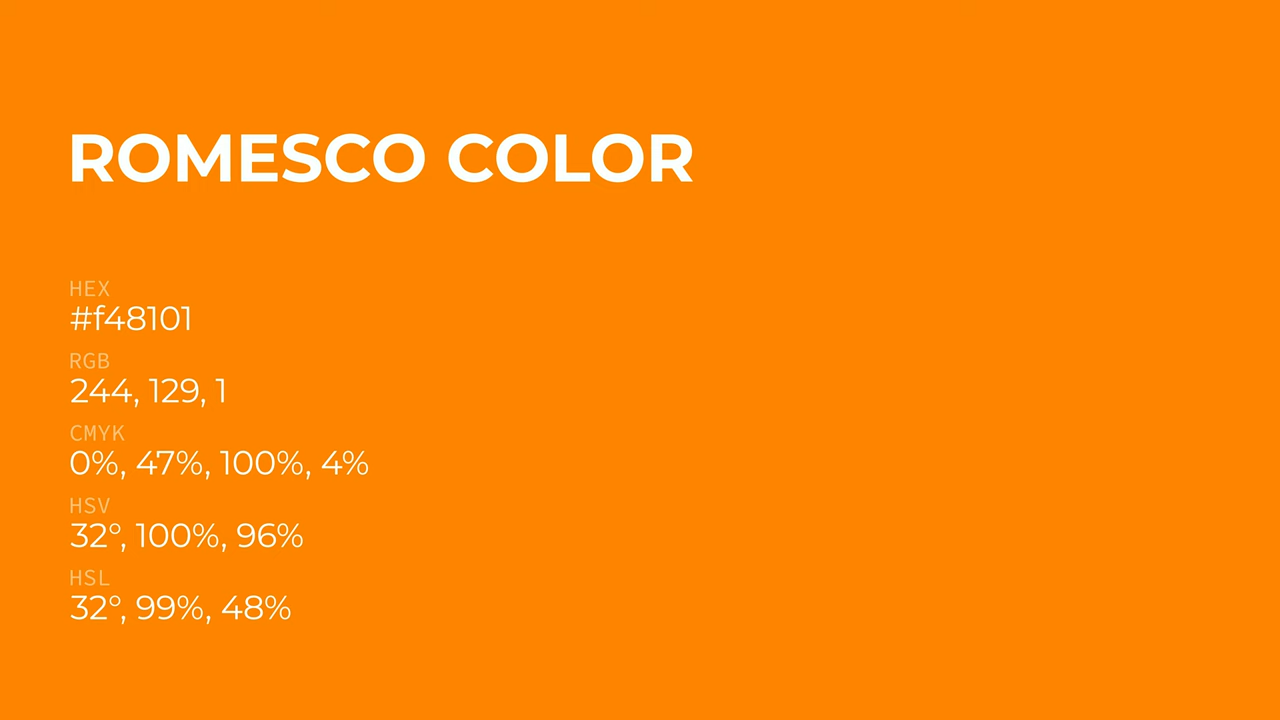 ROMESCO COLOR
HEX
#f48101
RGB
244, 129, 1
CMYK
0%, 47%, 100%, 4%
HSV
32°, 100%, 96%
HSL
32°, 99%, 48%